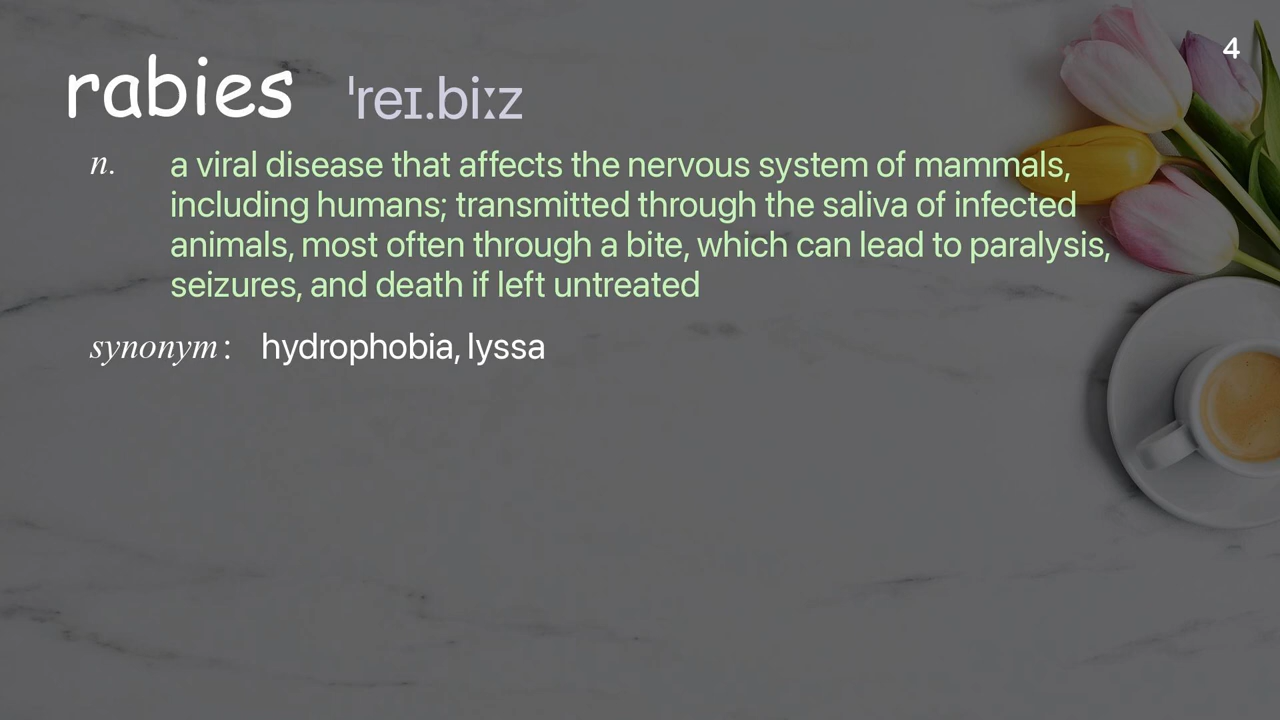 4
rabies ˈreɪ.biːz
n. a viral disease that affects the nervous system of mammals,
including humans; transmitted through the saliva of infected
animals, most often through a bite, which can lead to paralysis,
seizures, and death if left untreated
synonym: hydrophobia, lyssa